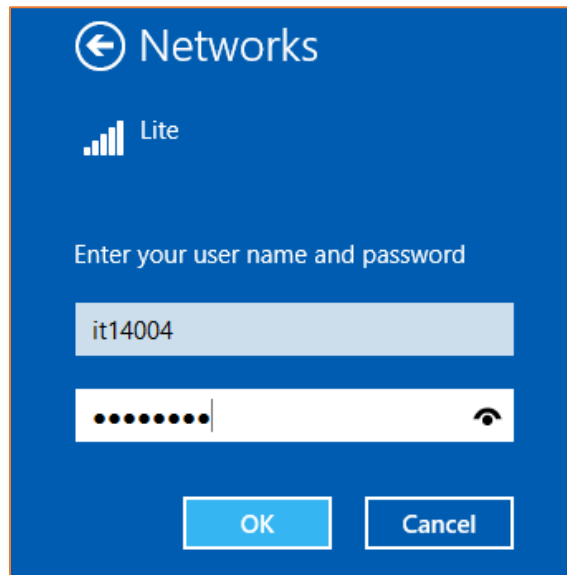 Networks
Lite
Enter your user name and password
it14004
••••••••
OK
Cancel